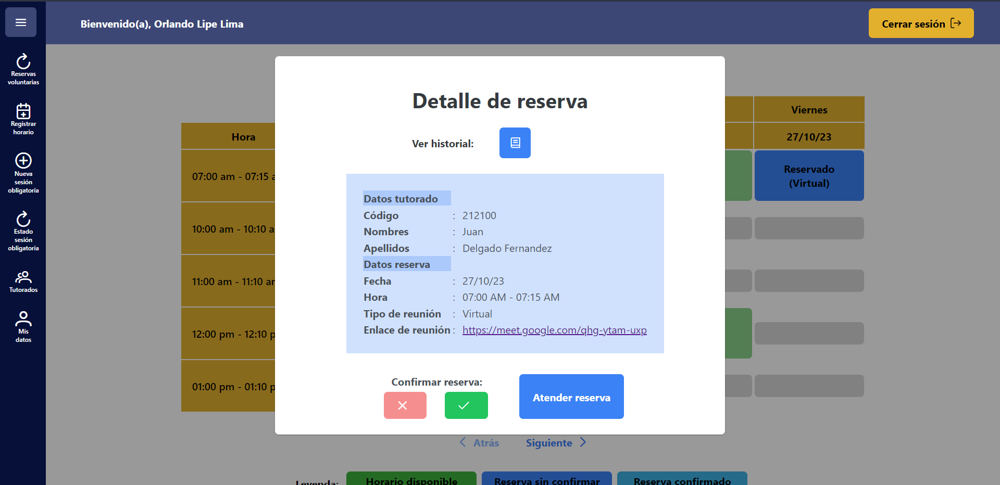 Bienvenido(a), Orlando Lipe Lima
Cerrar sesión
Reservas
voluntarias
Registrar
horario
Nueva
sesión
obligatoria
Estado
sesión
obligatoria
Tutorados
Mis
datos
Detalle de reserva
Ver historial:
Datos tutorado
Código : 212100
Nombres : Juan
Apellidos : Delgado Fernandez
Datos reserva
Fecha : 27/10/23
Hora : 07:00 AM - 07:15 AM
Tipo de reunión : Virtual
Enlace de reunión : https://meet.google.com/qhg-ytam-uxp
Confirmar reserva:
Atender reserva
Viernes
Hora
27/10/23
07:00 am - 07:15 a
Reservado
(Virtual)
10:00 am - 10:10 a
11:00 am - 11:10 a
12:00 pm - 12:10 p
01:00 pm - 01:10 p
Atrás
Siguiente
Leyenda:
Horario disponible
Reserva sin confirmar
Reserva confirmado